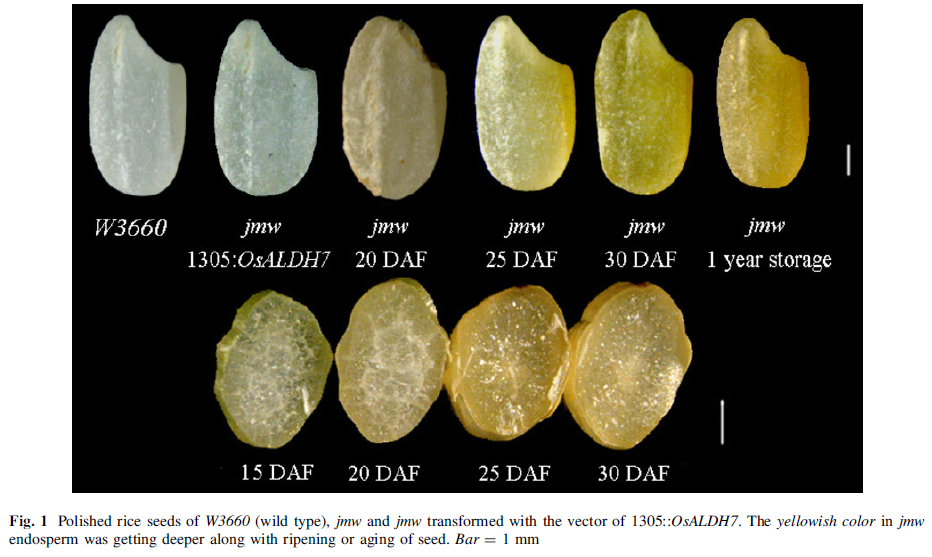 W3660 jmw jmw jmw jmw jmw
1305:OsALDH7 20 DAF 25 DAF 30 DAF 1 year storage
15 DAF 20 DAF 25 DAF 30 DAF
Fig. 1 Polished rice seeds of W3660 (wild type), jmw and jmw transformed with the vector of 1305::OsALDH7. The yellowish color in jmw
endosperm was getting deeper along with ripening or aging of seed. Bar = 1 mm